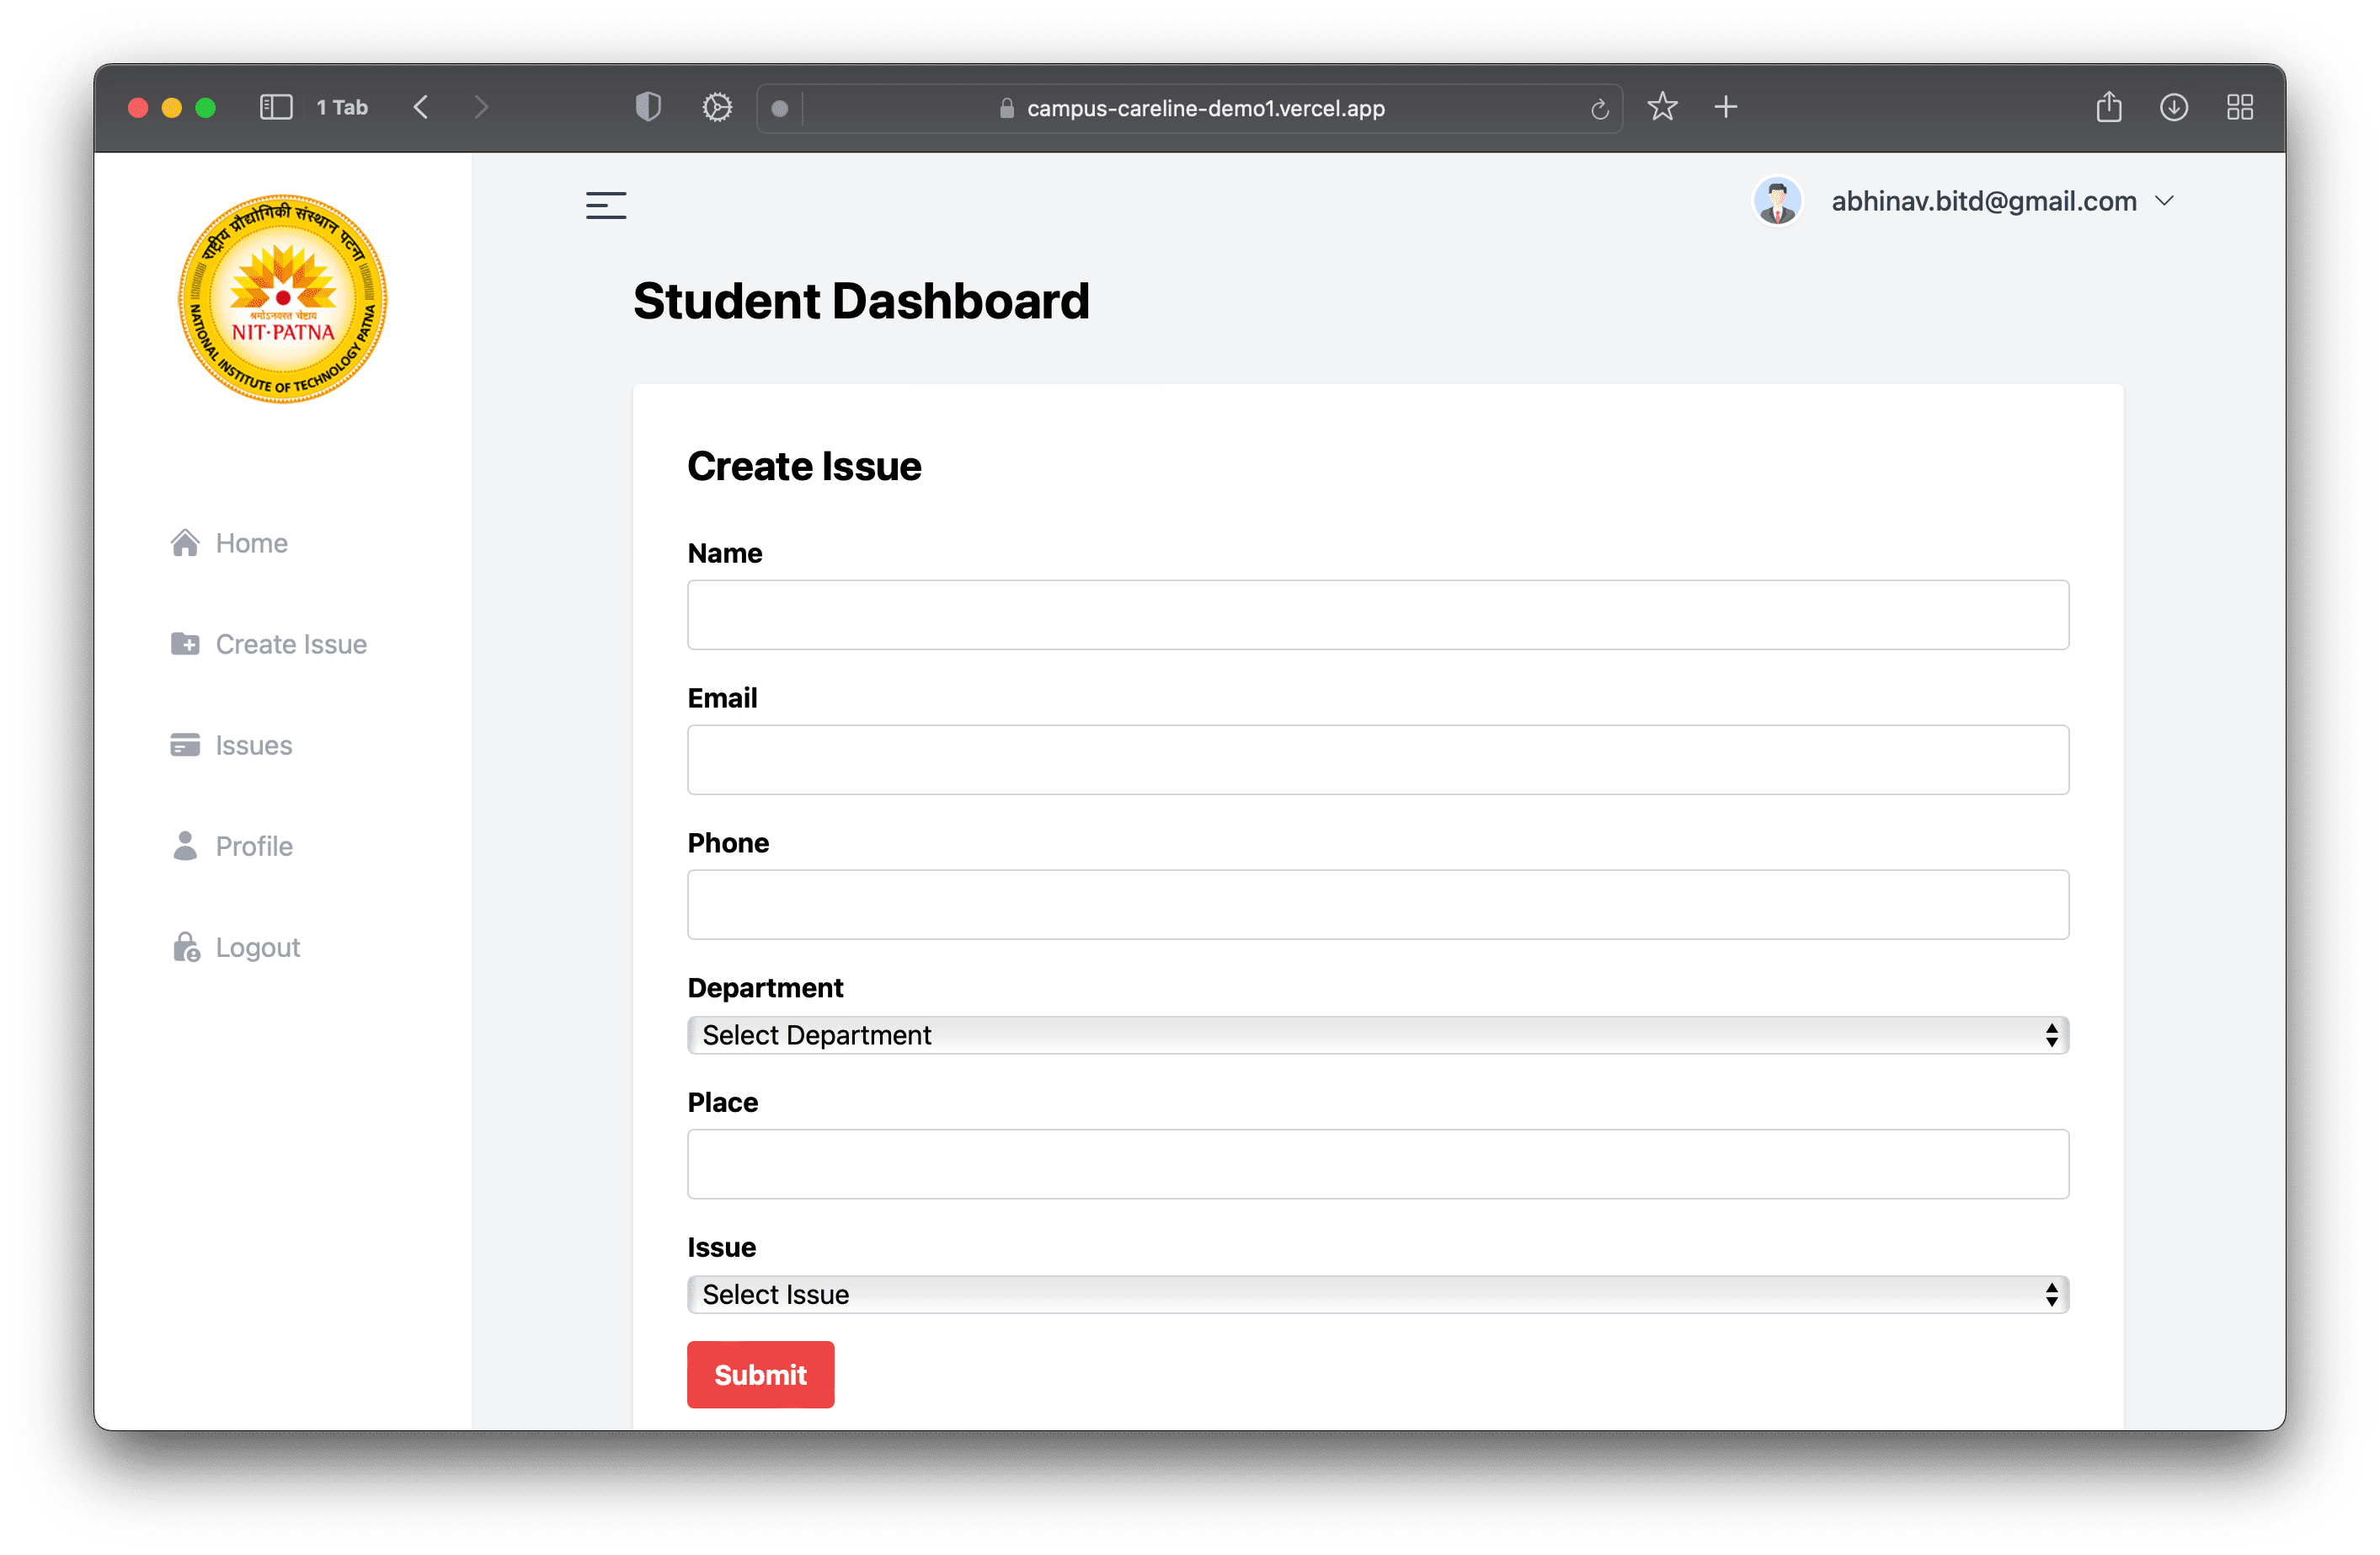 1 Tab
campus-careline-demo1.vercel.app
राष्ट्रीय प्रौद्योगिकी संस्थान पटना
श्रमोऽनवरत चेष्टाय
NIT-PATNA
NATIONAL INSTITUTE OF TECHNOLOGY PATNA
Home
Create Issue
Issues
Profile
Logout
abhinav.bitd@gmail.com
Student Dashboard
Create Issue
Name
Email
Phone
Department
Select Department
Place
Issue
Select Issue
Submit